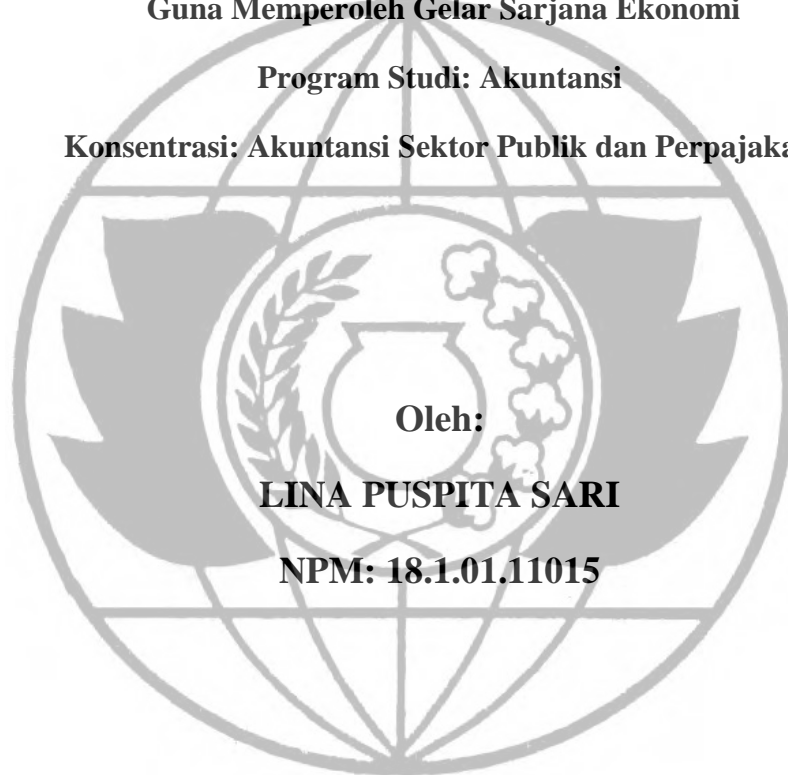 Guna Memperoleh Gelar Sarjana Ekonomi
Program Studi: Akuntansi
Konsentrasi: Akuntansi Sektor Publik dan Perpajaka
Oleh:
LINA PUSPITA SARI
NPM: 18.1.01.11015